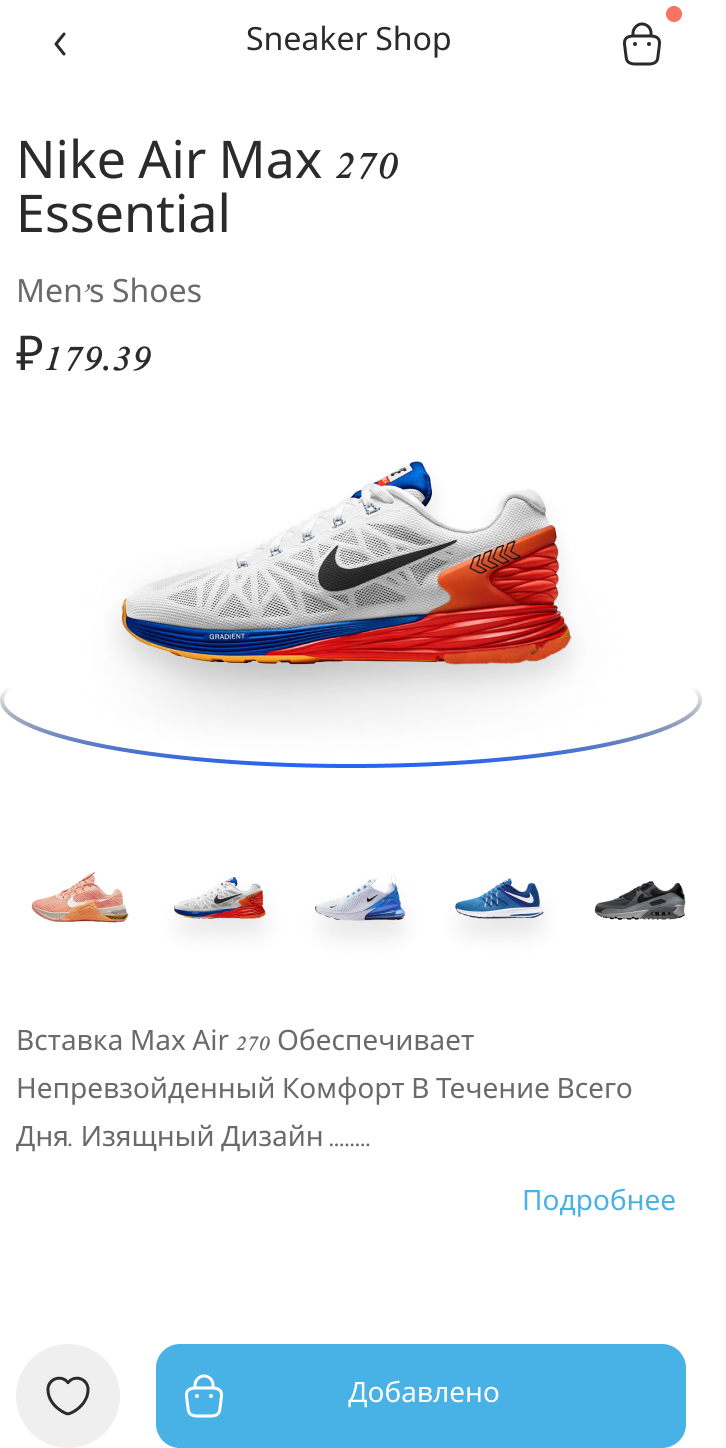 Sneaker Shop
Nike Air Max 270
Essential
Men’s Shoes
₽179.39
GRADIENT
Вставка Max Air 270 Обеспечивает
Непревзойденный Комфорт В Течение Всего
Дня. Изящный Дизайн ........
Подробнее
Добавлено